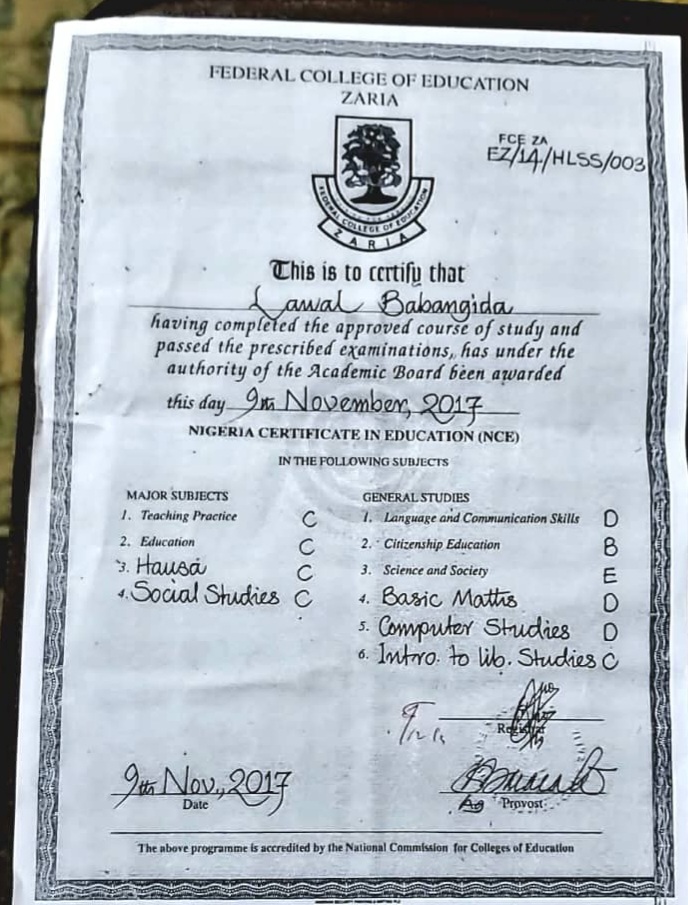 FEDERAL COLLEGE OF EDUCATION
ZARIA
FCE ZA
EZ/14/HLSS/003
FEDERAL COLLEGE OF EDUCATION
ZARIA
This is to certify that
Lawal Babangida
having completed the approved course of study and
passed the prescribed examinations, has under the
authority of the Academic Board been awarded
this day 9th November, 2017
NIGERIA CERTIFICATE IN EDUCATION (NCE)
IN THE FOLLOWING SUBJECTS
MAJOR SUBJECTS
1. Teaching Practice C
2. Education C
3. Hausa C
4. Social Studies C
GENERAL STUDIES
1. Language and Communication Skills D
2. Citizenship Education B
3. Science and Society E
4. Basic Maths D
5. Computer Studies D
6. Intro. to lib. Studies C
Registrar
9th Nov., 2017
Date
Ag Provost
The above programme is accredited by the National Commission for Colleges of Education